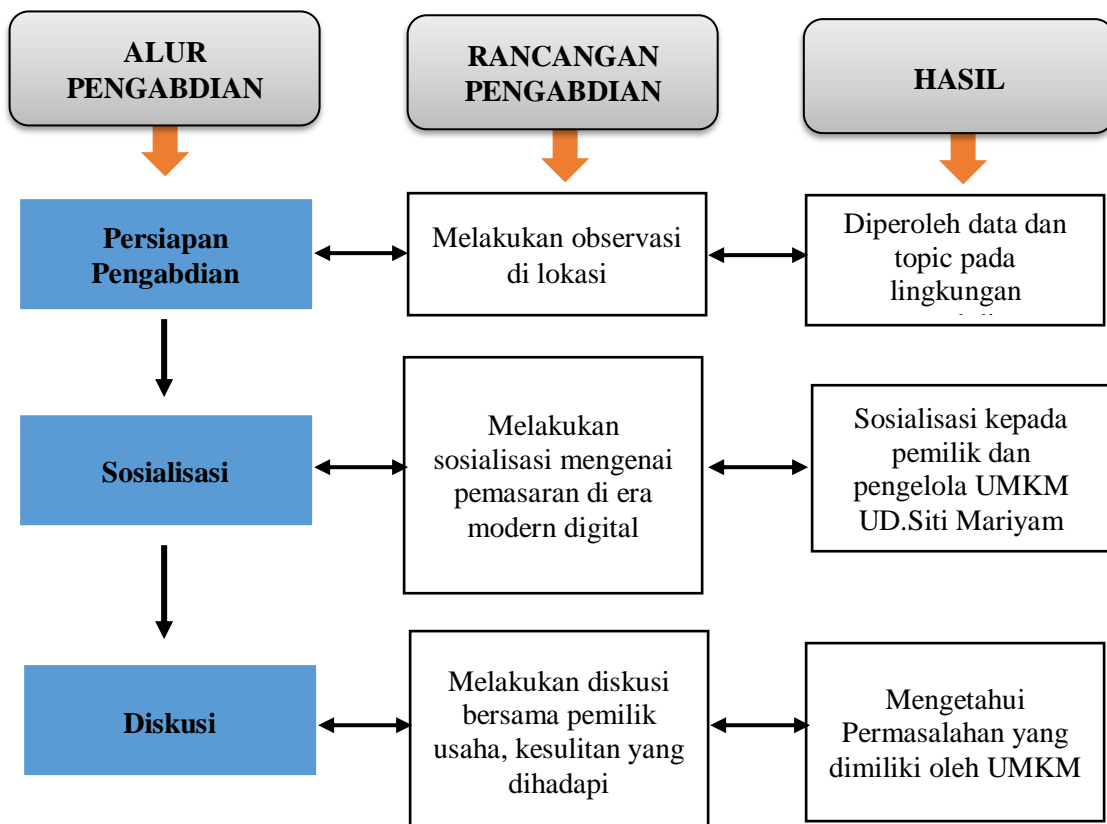 ALUR
PENGABDIAN
RANCANGAN
PENGABDIAN
HASIL
Persiapan
Pengabdian
Melakukan observasi
di lokasi
Diperoleh data dan
topic pada
lingkungan
Sosialisasi
Melakukan
sosialisasi mengenai
pemasaran di era
modern digital
Sosialisasi kepada
pemilik dan
pengelola UMKM
UD.Siti Mariyam
Diskusi
Melakukan diskusi
bersama pemilik
usaha, kesulitan yang
dihadapi
Mengetahui
Permasalahan yang
dimiliki oleh UMKM